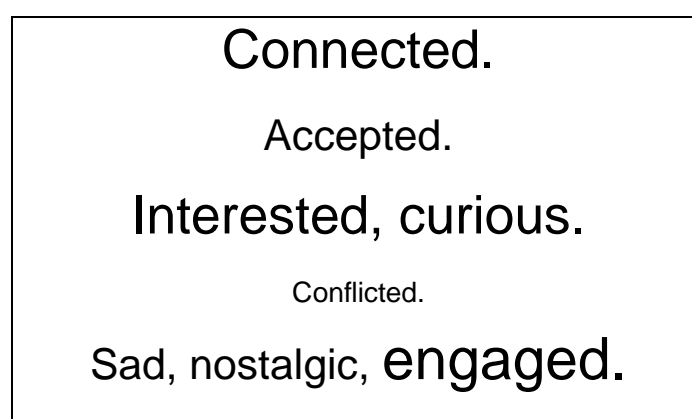 Connected.
Accepted.
Interested, curious.
Conflicted.
Sad, nostalgic, engaged.